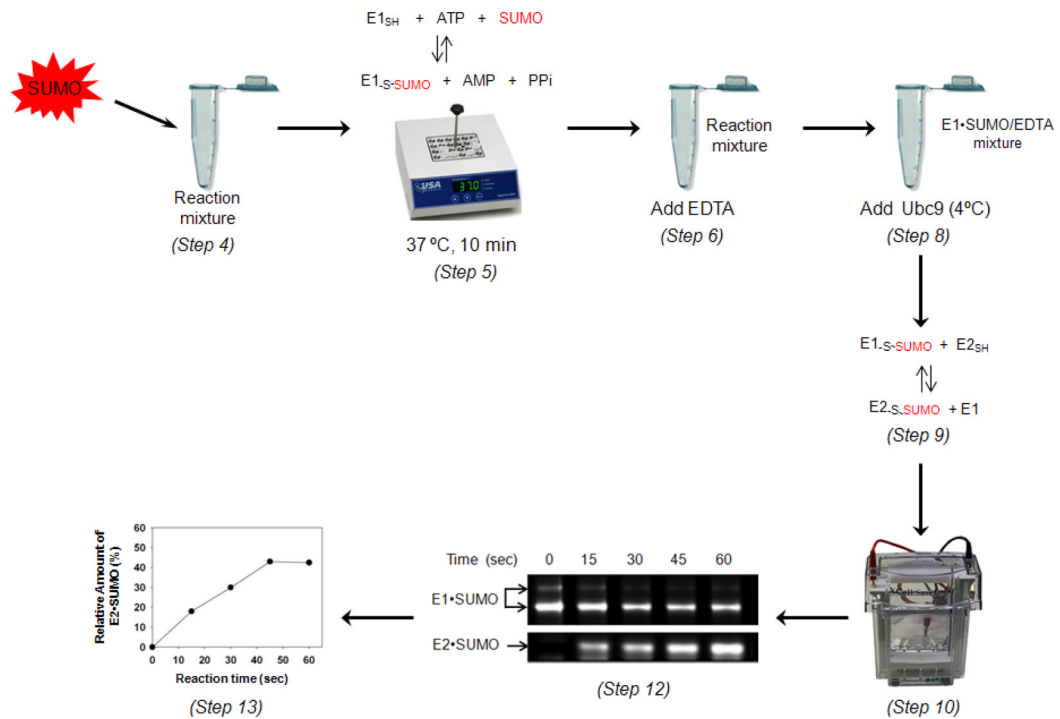 SUMO
Reaction
mixture
(Step 4)
E1SH + ATP + SUMO
E1-S-SUMO + AMP + PPi
USA
37.0
37 ºC, 10 min
(Step 5)
Reaction
mixture
Add EDTA
(Step 6)
E1•SUMO/EDTA
mixture
Add Ubc9 (4ºC)
(Step 8)
E1-S-SUMO + E2SH
E2-S-SUMO + E1
(Step 9)
XCell
(Step 10)
Time (sec) 0 15 30 45 60
E1•SUMO
E2•SUMO
(Step 12)
Relative Amount of
E2•SUMO (%)
60
50
40
30
20
10
0
0 10 20 30 40 50 60
Reaction time (sec)
(Step 13)